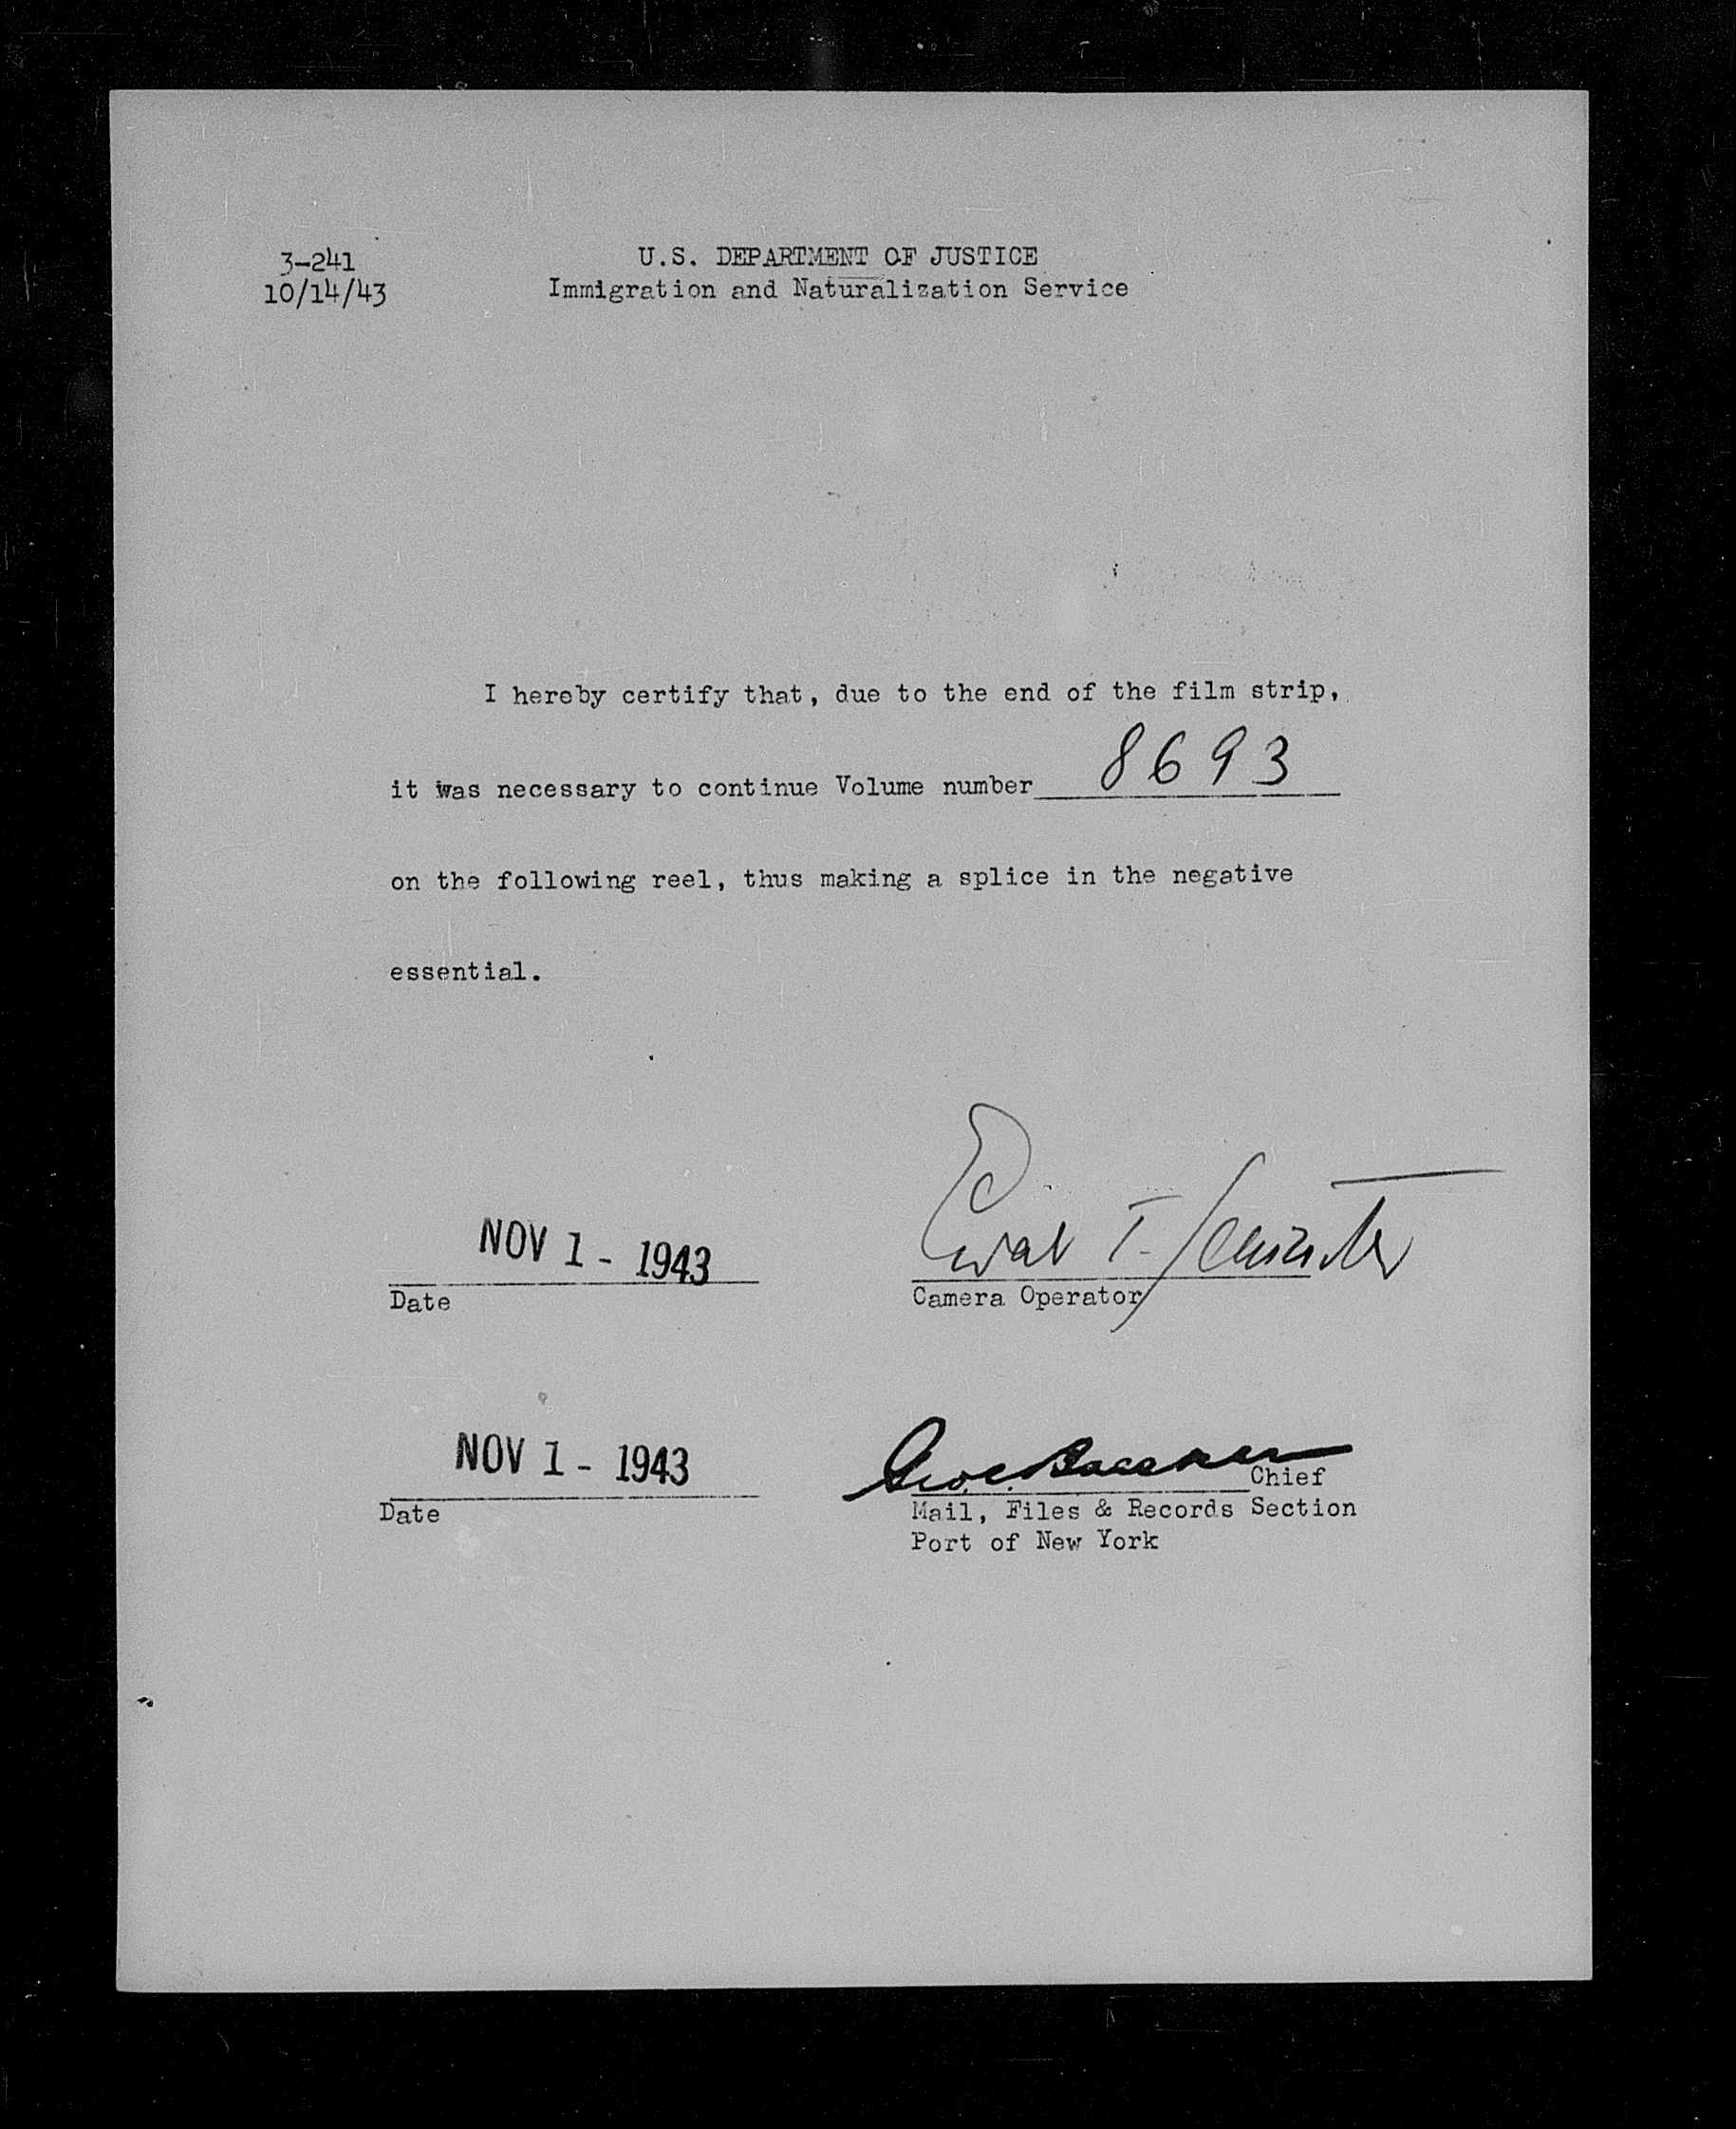 3-241
10/14/43
U.S. DEPARTMENT OF JUSTICE
Immigration and Naturalization Service
I hereby certify that, due to the end of the film strip,
it was necessary to continue Volume number 8693
on the following reel, thus making a splice in the negative
essential.
NOV 1 - 1943
Date
T.
Camera Operator
NOV 1 - 1943
Date
Geo. C.
Chief
Mail, Files & Records Section
Port of New York